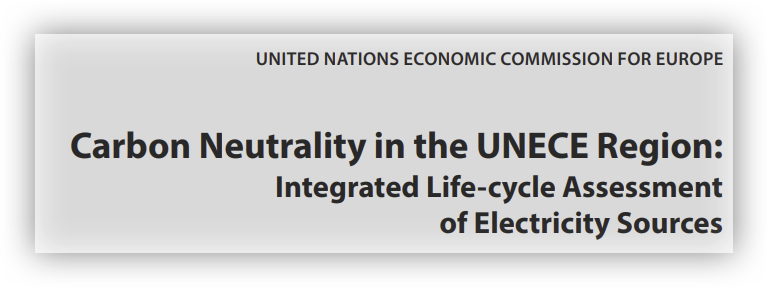 UNITED NATIONS ECONOMIC COMMISSION FOR EUROPE
Carbon Neutrality in the UNECE Region:
Integrated Life-cycle Assessment
of Electricity Sources